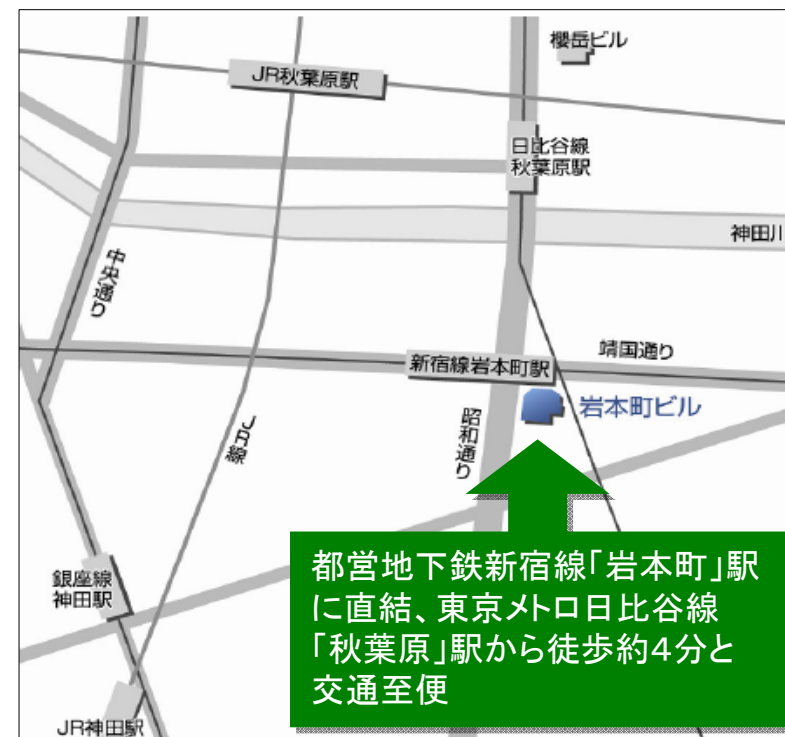 櫻岳ビル
JR秋葉原駅
日比谷線
秋葉原駅
神田川
中央通り
靖国通り
新宿線岩本町駅
岩本町ビル
昭和通り
JR線
銀座線
神田駅
都営地下鉄新宿線「岩本町」駅
に直結、東京メトロ日比谷線
「秋葉原」駅から徒歩約4分と
交通至便
JR神田駅